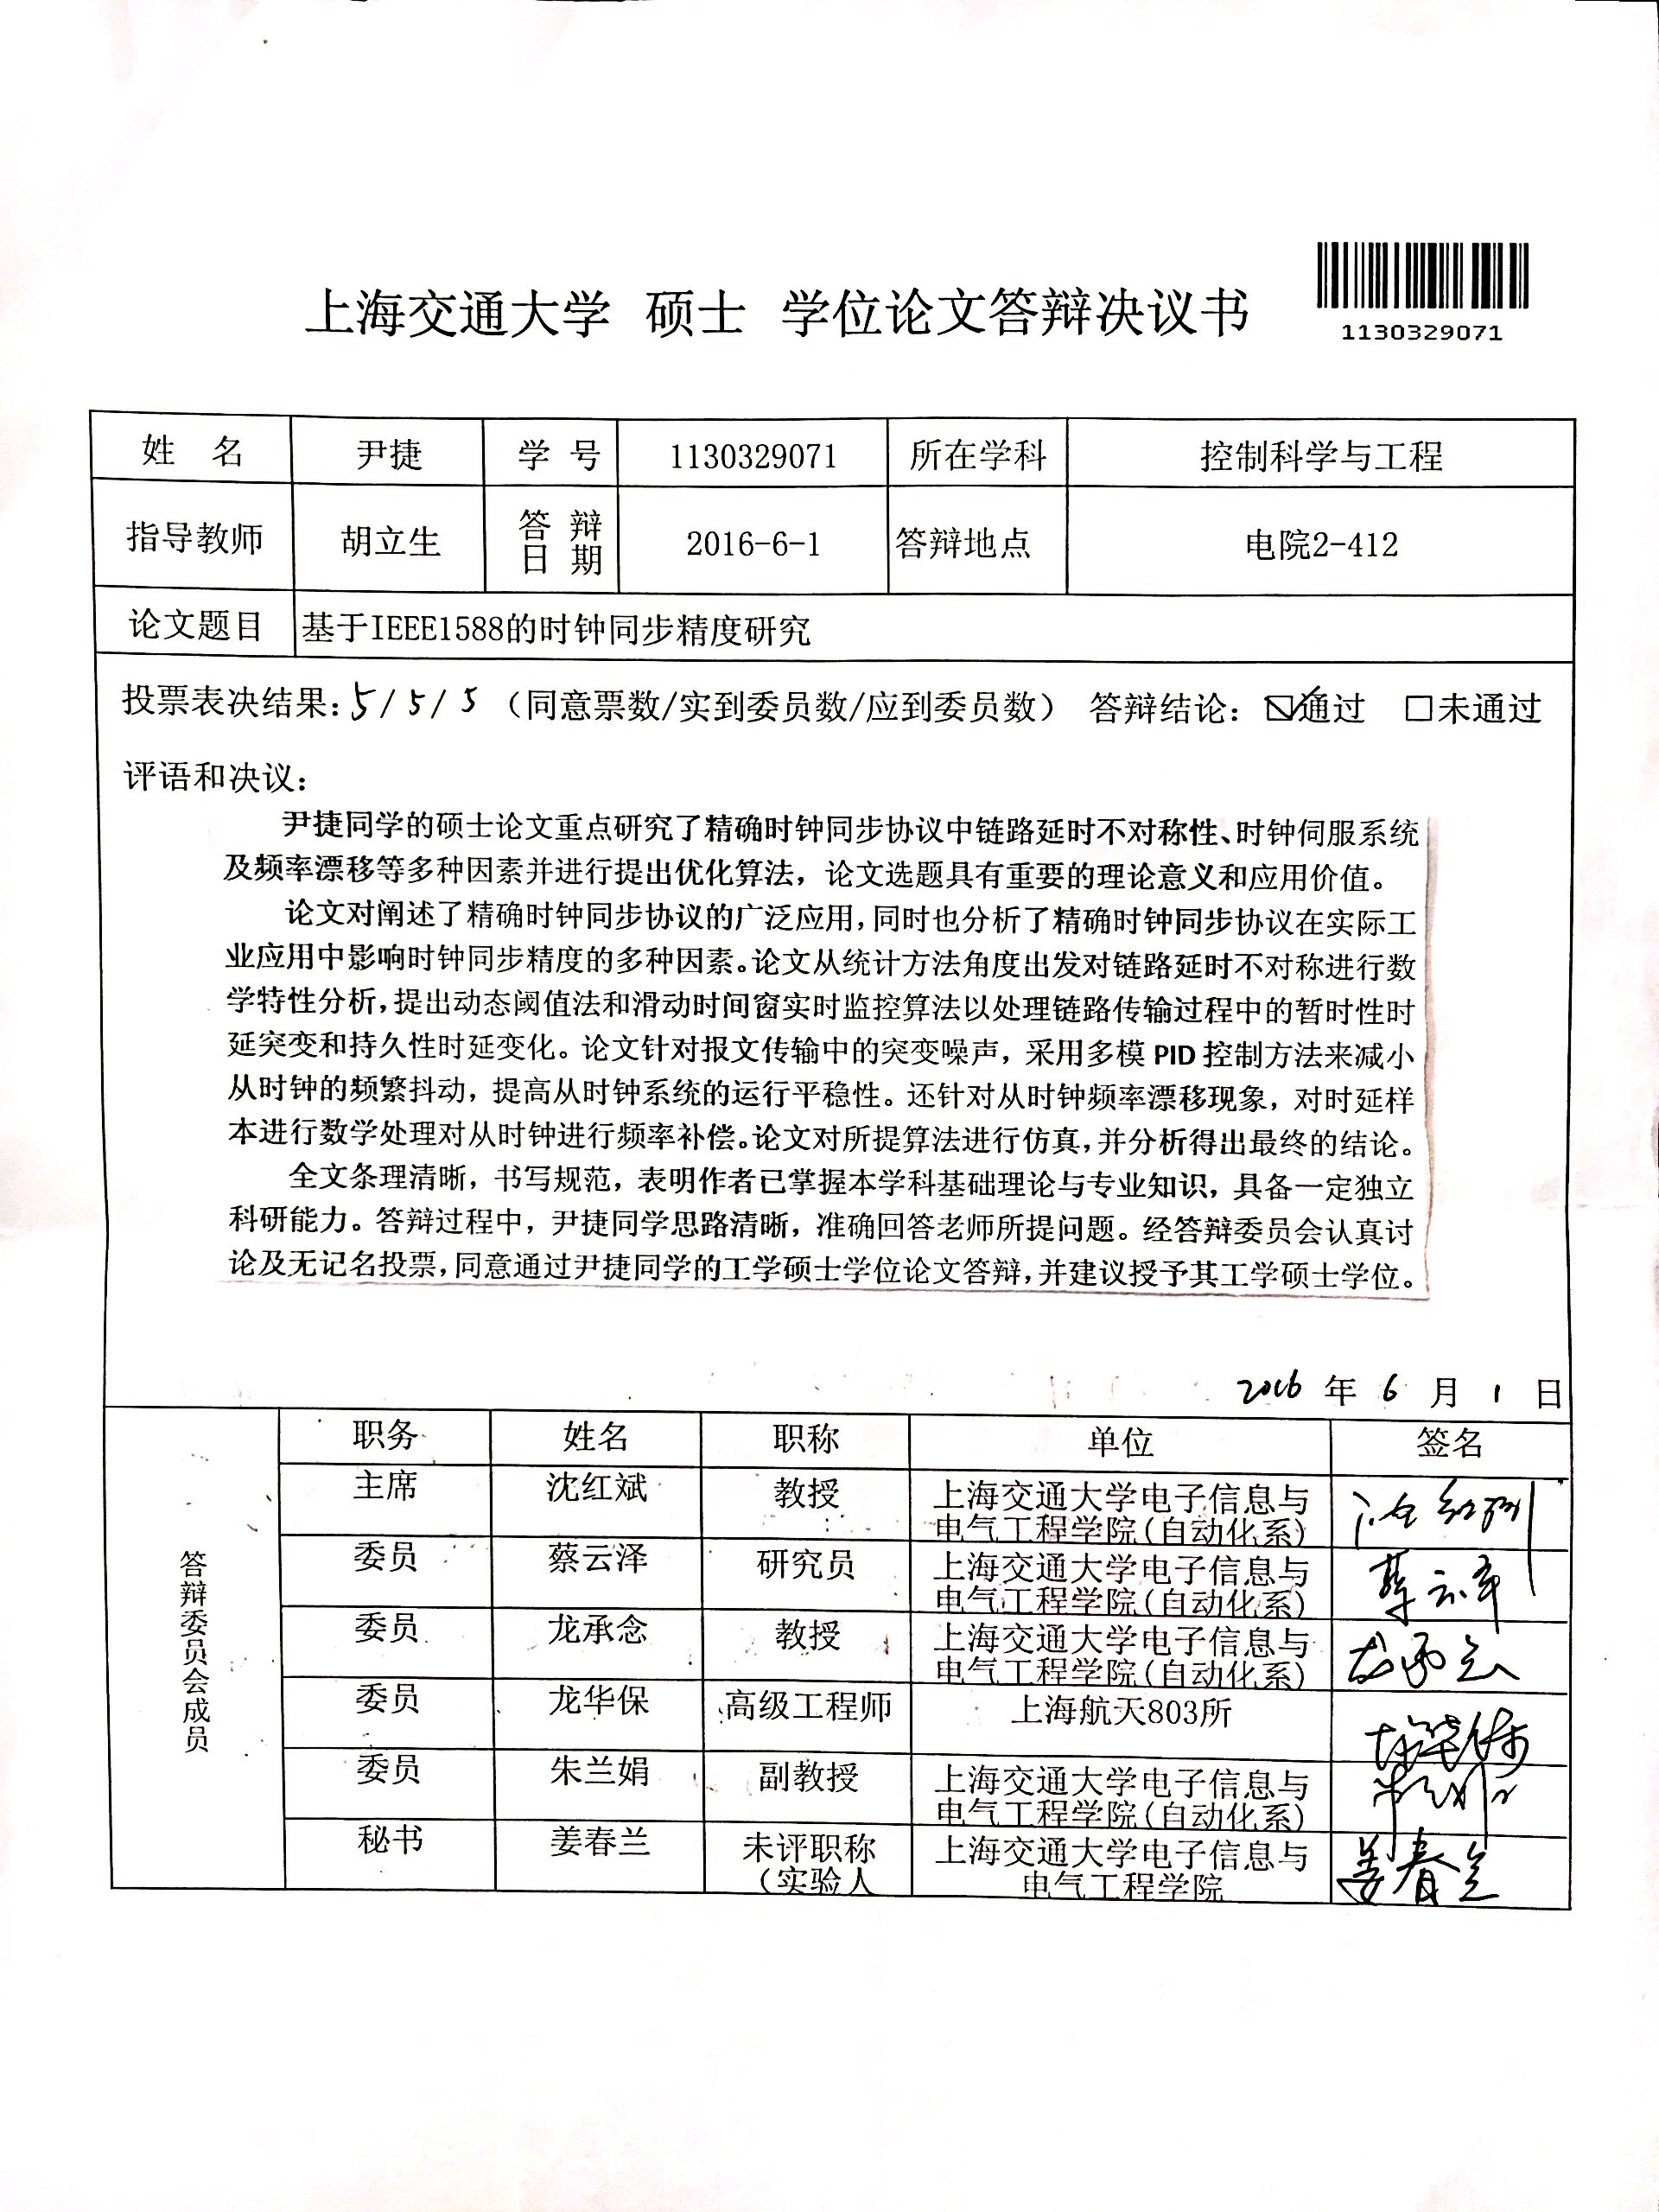 上海交通大学 硕士 学位论文答辩决议书
1130329071
姓 名 尹捷 学 号 1130329071 所在学科 控制科学与工程
指导教师 胡立生 答辩日期 2016-6-1 答辩地点 电院2-412
论文题目 基于IEEE1588的时钟同步精度研究
投票表决结果:5/5/5 (同意票数/实到委员数/应到委员数) 答辩结论: ☑通过 □未通过
评语和决议:
尹捷同学的硕士论文重点研究了精确时钟同步协议中链路延时不对称性、时钟伺服系统
及频率漂移等多种因素并进行提出优化算法，论文选题具有重要的理论意义和应用价值。
论文对阐述了精确时钟同步协议的广泛应用，同时也分析了精确时钟同步协议在实际工
业应用中影响时钟同步精度的多种因素。论文从统计方法角度出发对链路延时不对称进行数
学特性分析，提出动态阈值法和滑动时间窗实时监控算法以处理链路传输过程中的暂时性时
延突变和持久性时延变化。论文针对报文传输中的突变噪声，采用多模 PID 控制方法来减小
从时钟的频繁抖动，提高从时钟系统的运行平稳性。还针对从时钟频率漂移现象，对时延样
本进行数学处理对从时钟进行频率补偿。论文对所提算法进行仿真，并分析得出最终的结论。
全文条理清晰，书写规范，表明作者已掌握本学科基础理论与专业知识，具备一定独立
科研能力。答辩过程中，尹捷同学思路清晰，准确回答老师所提问题。经答辩委员会认真讨
论及无记名投票，同意通过尹捷同学的工学硕士学位论文答辩，并建议授予其工学硕士学位。
2016 年 6 月 1 日
答辩委员会成员
职务 姓名 职称 单位 签名
主席 沈红斌 教授 上海交通大学电子信息与 沈红斌
电气工程学院(自动化系)
委员 蔡云泽 研究员 上海交通大学电子信息与 蔡云泽
电气工程学院(自动化系)
委员 龙承念 教授 上海交通大学电子信息与 龙承念
电气工程学院(自动化系)
委员 龙华保 高级工程师 上海航天803所
委员 朱兰娟 副教授 上海交通大学电子信息与
电气工程学院(自动化系)
秘书 姜春兰 未评职称 上海交通大学电子信息与 姜春兰
(实验人 电气工程学院